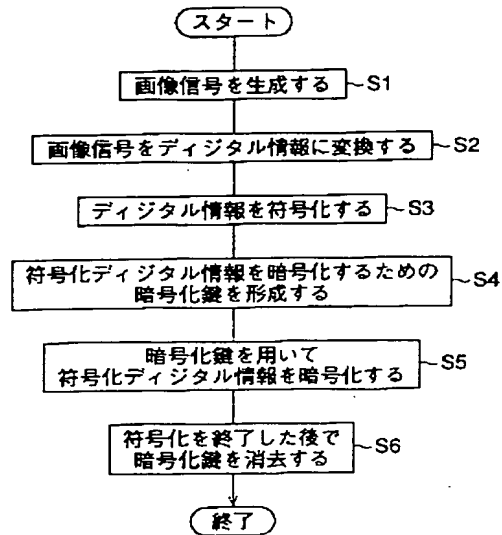 スタート
画像信号を生成する
S1
画像信号をディジタル情報に変換する
S2
ディジタル情報を符号化する
S3
符号化ディジタル情報を暗号化するための
暗号化鍵を形成する
S4
暗号化鍵を用いて
符号化ディジタル情報を暗号化する
S5
符号化を終了した後で
暗号化鍵を消去する
S6
終了